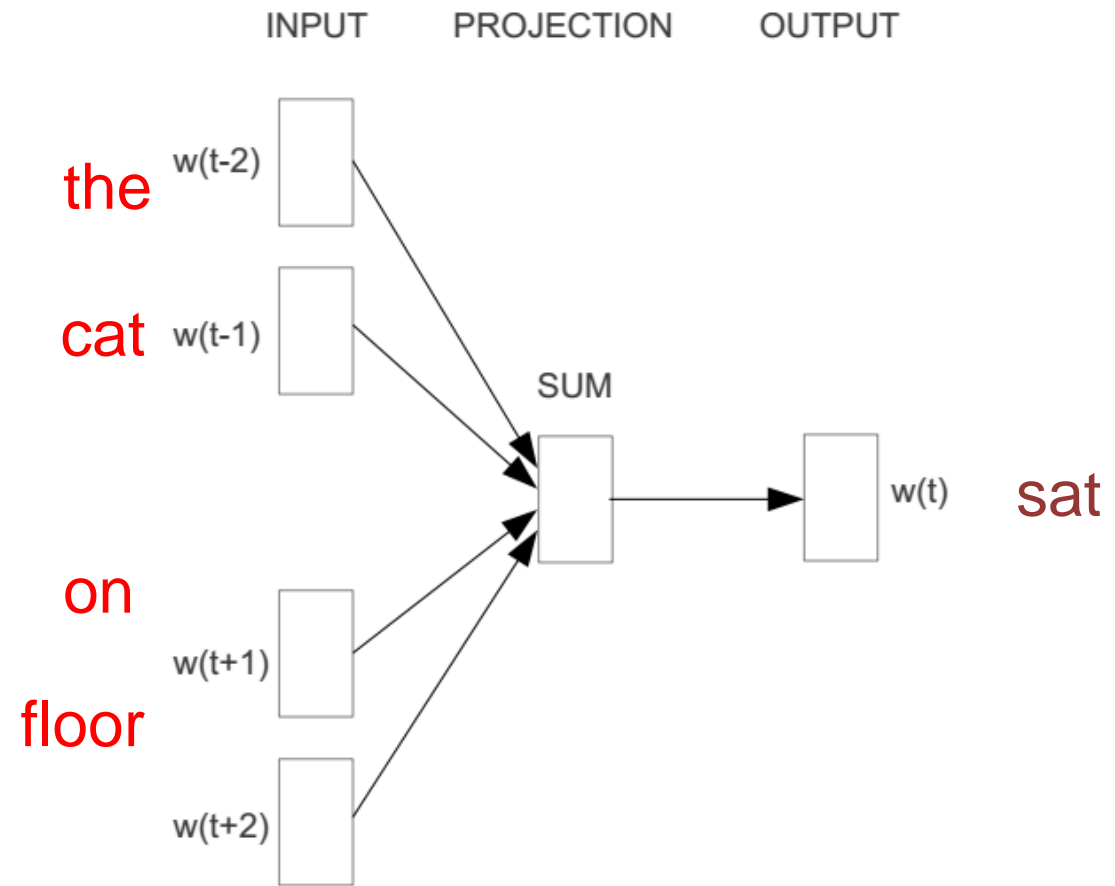 INPUT PROJECTION OUTPUT
the w(t-2)
cat w(t-1)
SUM
w(t) sat
on
w(t+1)
floor
w(t+2)